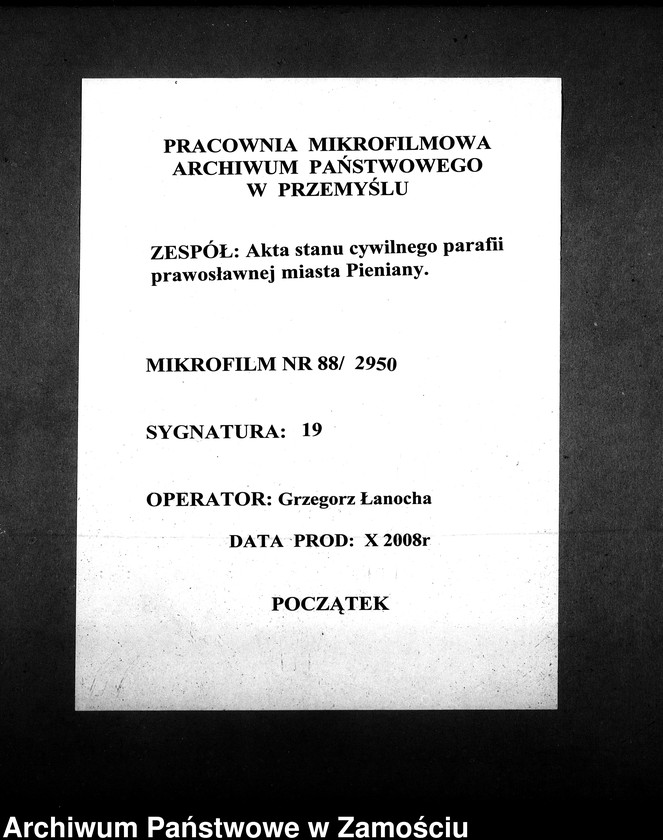 PRACOWNIA MIKROFILMOWA
ARCHIWUM PAŃSTWOWEGO
W PRZEMYŚLU
ZESPÓŁ: Akta stanu cywilnego parafii
prawosławnej miasta Pieniany.
MIKROFILM NR 88/ 2950
SYGNATURA: 19
OPERATOR: Grzegorz Łanocha
DATA PROD: X 2008r
POCZĄTEK
Archiwum Państwowe w Zamościu